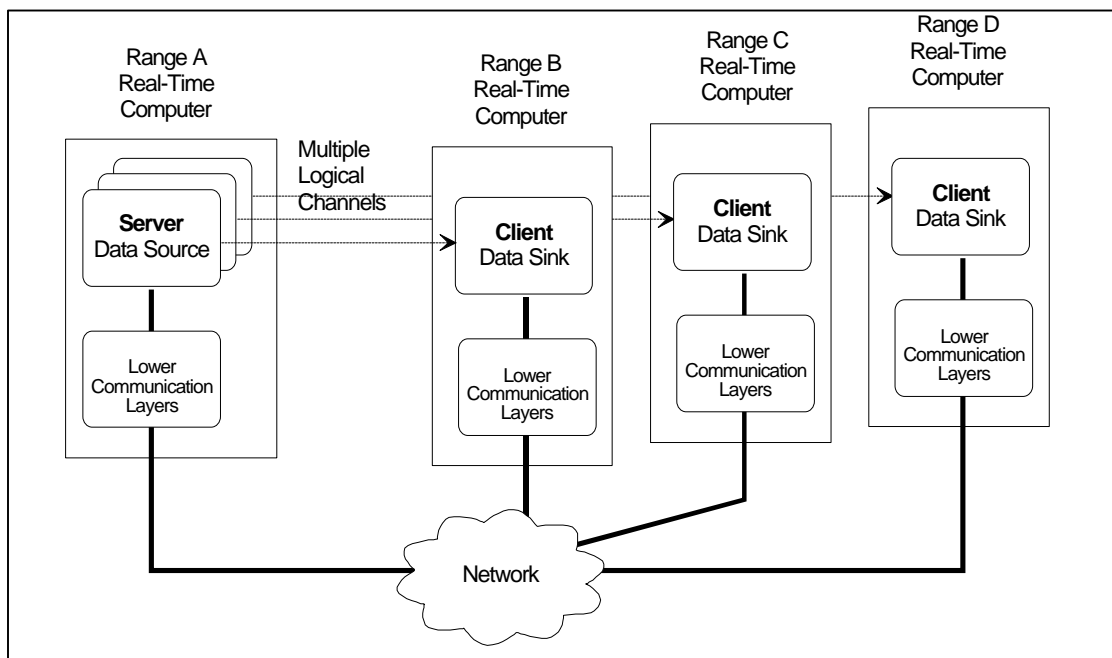 Range A
Real-Time
Computer
Range B
Real-Time
Computer
Range C
Real-Time
Computer
Range D
Real-Time
Computer
Multiple
Logical
Channels
Server
Data Source
Client
Data Sink
Client
Data Sink
Client
Data Sink
Lower
Communication
Layers
Lower
Communication
Layers
Lower
Communication
Layers
Lower
Communication
Layers
Network